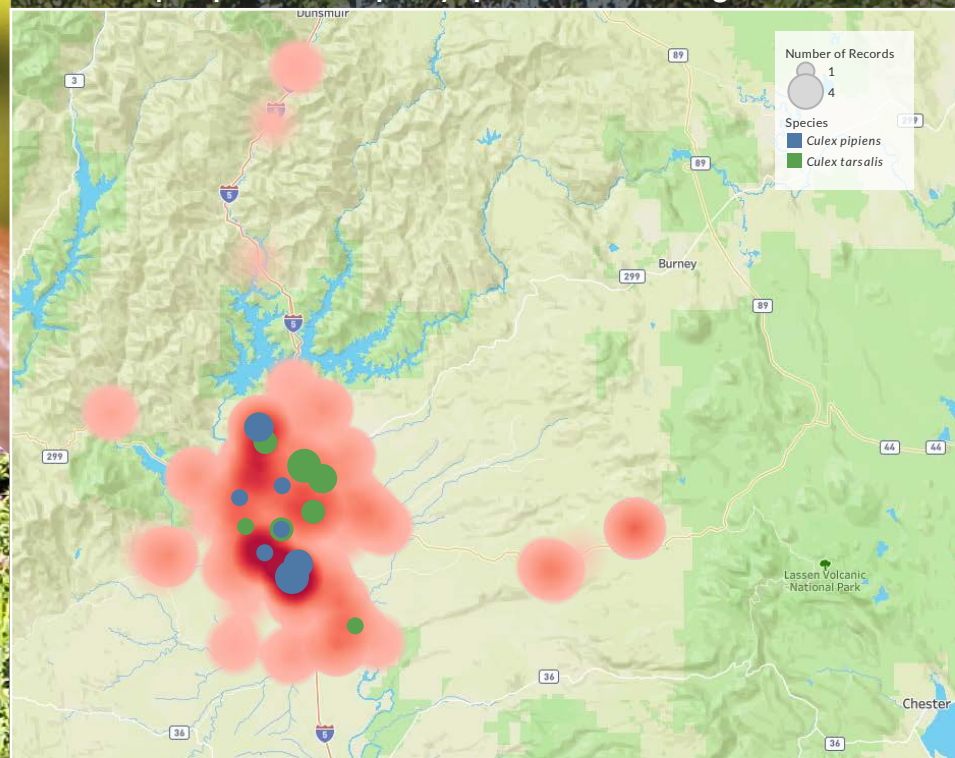 Dunsmuir
89
3
Number of Records
1
4
299
Species
Culex pipiens
Culex tarsalis
89
5
Burney
299
89
5
299
44
44
Lassen Volcanic
National Park
36
Chester
36
5
36